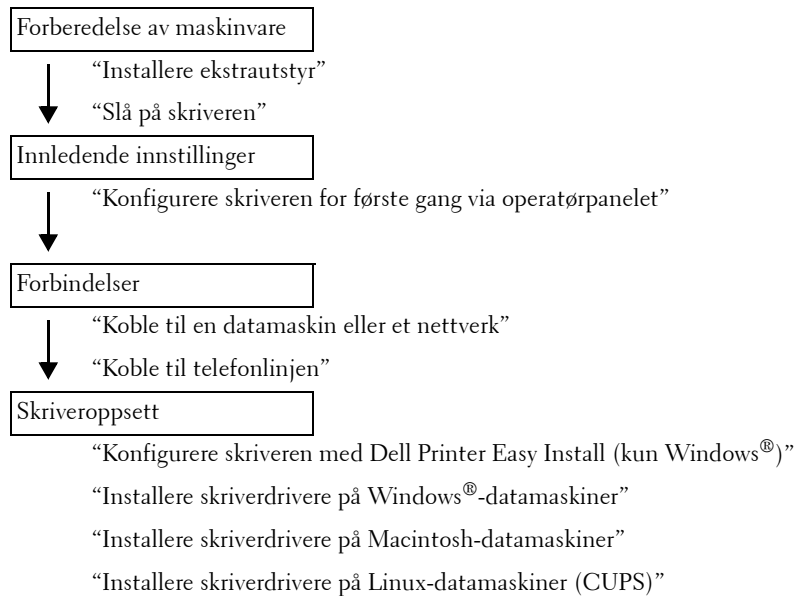 Forberedelse av maskinvare
“Installere ekstrautstyr”
“Slå på skriveren”
Innledende innstillinger
“Konfigurere skriveren for første gang via operatørpanelet”
Forbindelser
“Koble til en datamaskin eller et nettverk”
“Koble til telefonlinjen”
Skriveroppsett
“Konfigurere skriveren med Dell Printer Easy Install (kun Windows®)”
“Installere skriverdrivere på Windows®-datamaskiner”
“Installere skriverdrivere på Macintosh-datamaskiner”
“Installere skriverdrivere på Linux-datamaskiner (CUPS)”